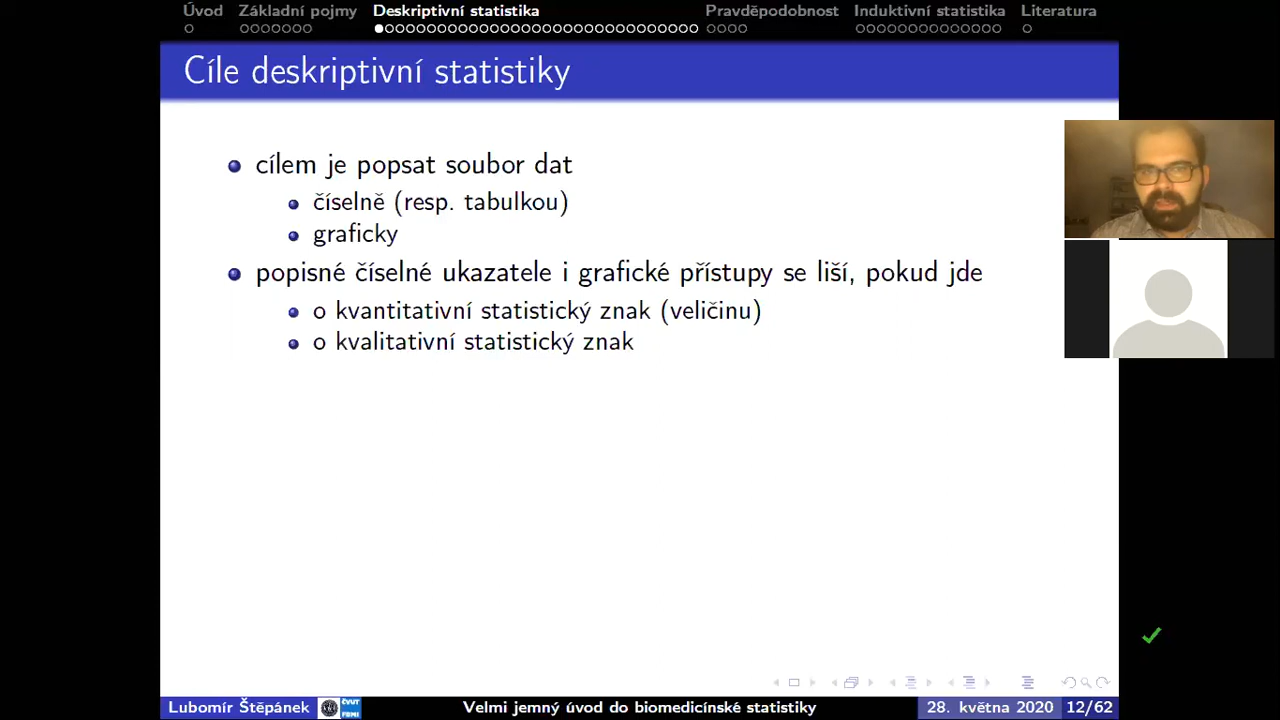 Úvod Základní pojmy Deskriptivní statistika Pravděpodobnost Induktivní statistika Literatura
Cíle deskriptivní statistiky
cílem je popsat soubor dat
číselně (resp. tabulkou)
graficky
popisné číselné ukazatele i grafické přístupy se liší, pokud jde
o kvantitativní statistický znak (veličinu)
o kvalitativní statistický znak
Lubomír Štěpánek ČVUT FBMI Velmi jemný úvod do biomedicínské statistiky 28. května 2020 12/62